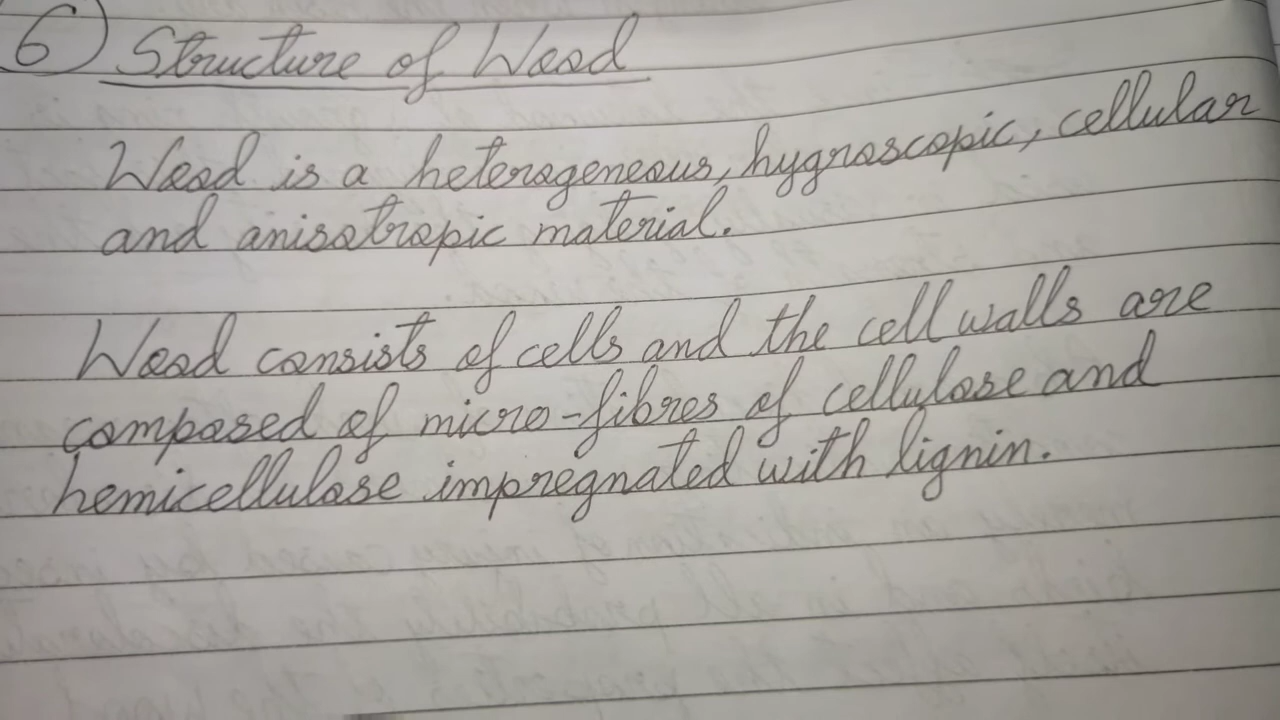 6 Structure of Wood
Wood is a heterogeneous, hygroscopic, cellular
and anisotropic material.
Wood consists of cells and the cell walls are
composed of micro-fibres of cellulose and
hemicellulose impregnated with lignin.